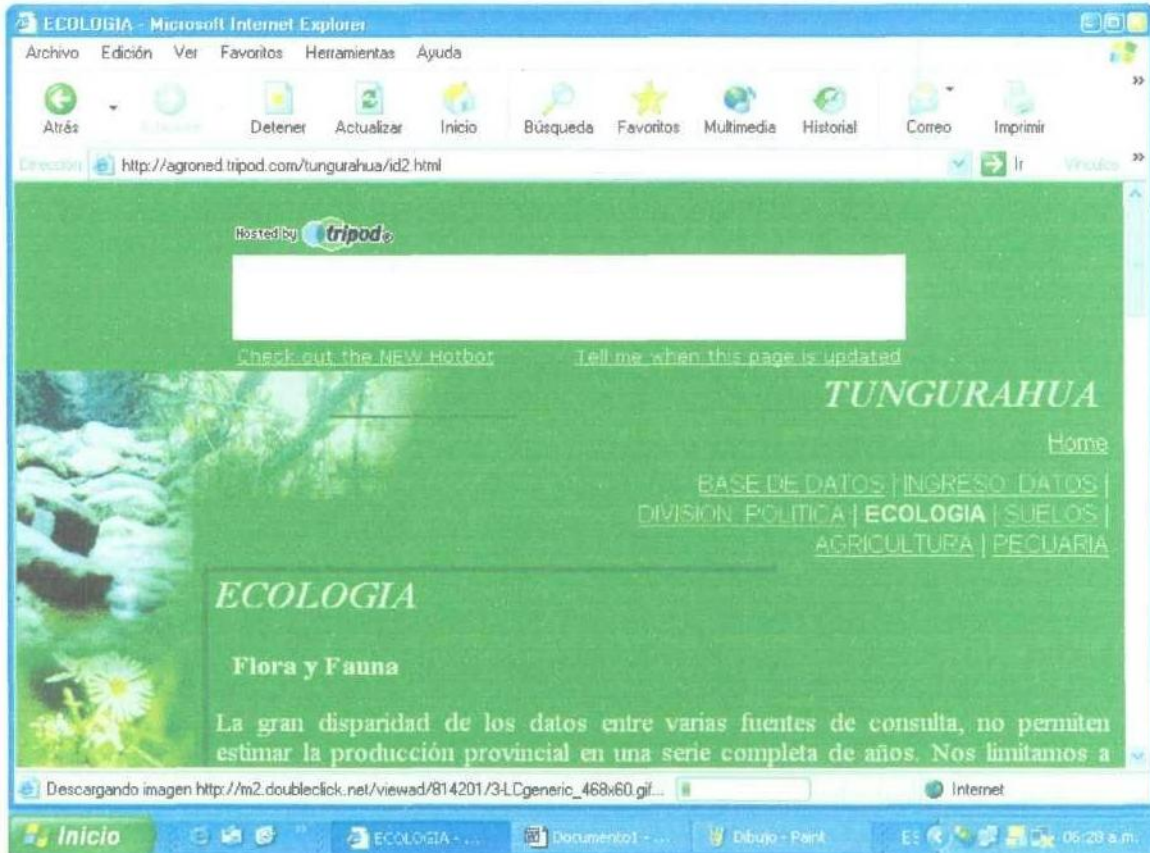 ECOLOGIA - Microsoft Internet Explorer
Archivo Edición Ver Favoritos Herramientas Ayuda
»
Atrás Detener Actualizar Inicio Búsqueda Favoritos Multimedia Historial Correo Imprimir
Dirección http://agroned.tripod.com/tungurahua/id2.html Ir Vínculos »
Hosted by tripod
Check out the NEW Hotbot Tell me when this page is updated
TUNGURAHUA
Home
BASE DE DATOS | INGRESO DATOS |
DIVISION POLITICA | ECOLOGIA | SUELOS |
AGRICULTURA | PECUARIA
ECOLOGIA
Flora y Fauna
La gran disparidad de los datos entre varias fuentes de consulta, no permiten
estimar la producción provincial en una serie completa de años. Nos limitamos a
Descargando imagen http://m2.doubleclick.net/viewad/814201/3-LCgeneric_468x60.gif... Internet
Inicio » ECOLOGIA - ... Documento1 - ... Dibujo - Paint ES 06:28 a.m.